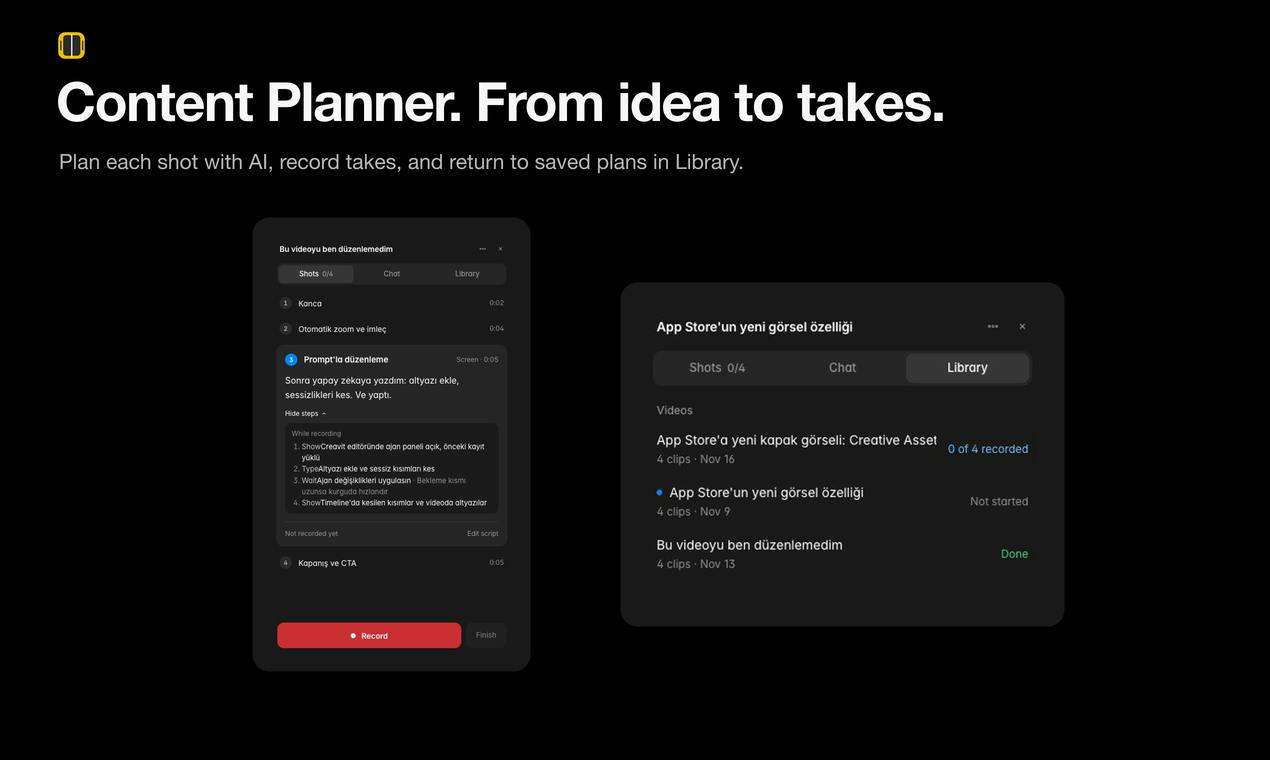 Content Planner. From idea to takes.
Plan each shot with AI, record takes, and return to saved plans in Library.
Bu videoyu ben düzenlemedim
Shots 0/4 Chat Library
1 Kanca 0:02
2 Otomatik zoom ve imleç 0:04
3 Prompt'la düzenleme Screen · 0:05
Sonra yapay zekaya yazdım: altyazı ekle,
sessizlikleri kes. Ve yaptı.
Hide steps
While recording
1. ShowCreavit editöründe ajan paneli açık, önceki kayıt
yüklü
2. TypeAltyazı ekle ve sessiz kısımları kes
3. WaitAjan değişiklikleri uygulasın · Bekleme kısmı
uzunsa kurguda hızlandır
4. ShowTimeline'da kesilen kısımlar ve videoda altyazılar
Not recorded yet Edit script
4 Kapanış ve CTA 0:05
Record Finish
App Store'un yeni görsel özelliği
Shots 0/4 Chat Library
Videos
App Store'a yeni kapak görseli: Creative Asset
4 clips · Nov 16 0 of 4 recorded
App Store'un yeni görsel özelliği
4 clips · Nov 9 Not started
Bu videoyu ben düzenlemedim
4 clips · Nov 13 Done